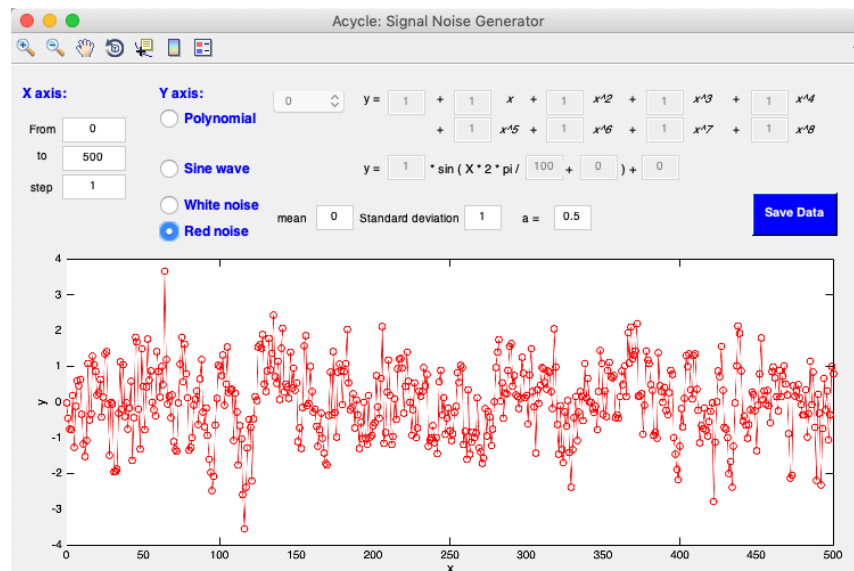 Acycle: Signal Noise Generator
X axis:
From 0
to 500
step 1
Y axis:
Polynomial
0
y = 1 + 1 x + 1 x^2 + 1 x^3 + 1 x^4
+ 1 x^5 + 1 x^6 + 1 x^7 + 1 x^8
Sine wave
y = 1 * sin ( X * 2 * pi / 100 + 0 ) + 0
White noise
Red noise
mean 0 Standard deviation 1 a = 0.5
Save Data
4
3
2
1
0
-1
-2
-3
-4
y
0 50 100 150 200 250 300 350 400 450 500
x